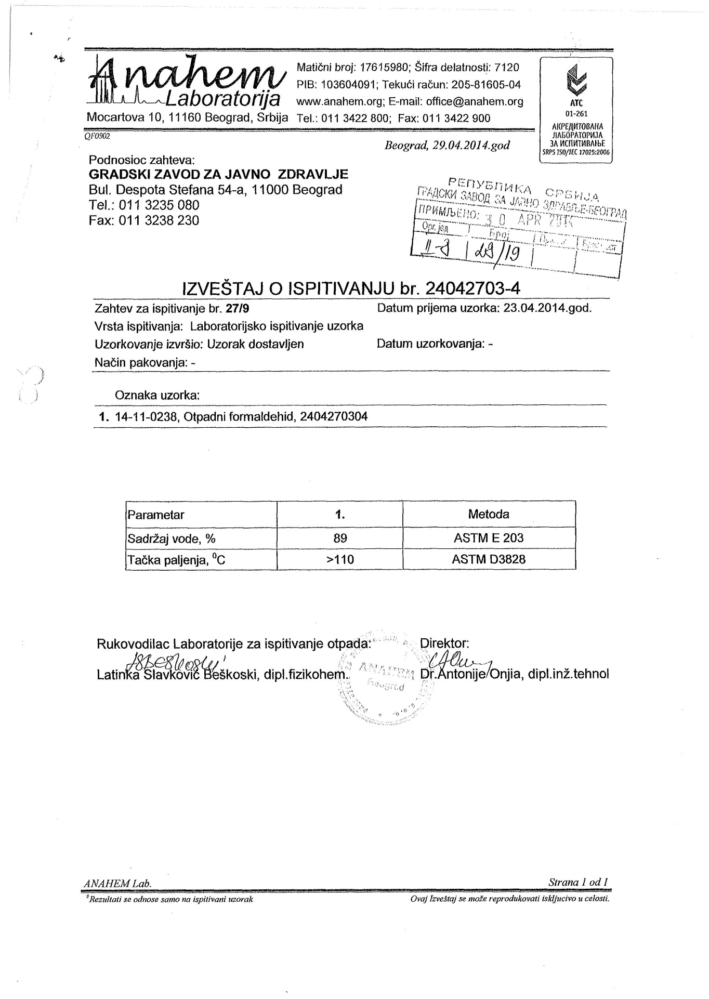 Anahem
Laboratorija
Mocartova 10, 11160 Beograd, Srbija
Matični broj: 17615980; Šifra delatnosti: 7120
PIB: 103604091; Tekući račun: 205-81605-04
www.anahem.org; E-mail: office@anahem.org
Tel.: 011 3422 800; Fax: 011 3422 900
АТС
01-261
АКРЕДИТОВАНА
ЛАБОРАТОРИЈА
ЗА ИСПИТИВАЊЕ
SRPS ISO/IEC 17025:2006
QF0902
Beograd, 29.04.2014.god
Podnosioc zahteva:
GRADSKI ZAVOD ZA JAVNO ZDRAVLJE
Bul. Despota Stefana 54-a, 11000 Beograd
Tel.: 011 3235 080
Fax: 011 3238 230
РЕПУБЛИКА СРБИЈА
ГРАДСКИ ЗАВОД ЗА ЈАВНО ЗДРАВЉЕ-БЕОГРАД
ПРИМЉЕНО: 30 APR 2014
Орг. јед Број
II-8 29/19
IZVEŠTAJ O ISPITIVANJU br. 24042703-4
Zahtev za ispitivanje br. 27/9 Datum prijema uzorka: 23.04.2014.god.
Vrsta ispitivanja: Laboratorijsko ispitivanje uzorka
Uzorkovanje izvršio: Uzorak dostavljen Datum uzorkovanja: -
Način pakovanja: -
Oznaka uzorka:
1. 14-11-0238, Otpadni formaldehid, 2404270304
Parametar 1. Metoda
Sadržaj vode, % 89 ASTM E 203
Tačka paljenja, ⁰C >110 ASTM D3828
Rukovodilac Laboratorije za ispitivanje otpada: Direktor:
Latinka Slavković Beškoski, dipl.fizikohem. Dr.Antonije Onjia, dipl.inž.tehnol
ANAHEM
Beograd
ANAHEM Lab. Strana 1 od 1
#Rezultati se odnose samo na ispitivani uzorak Ovaj Izveštaj se može reprodukovati iskljucivo u celosti.